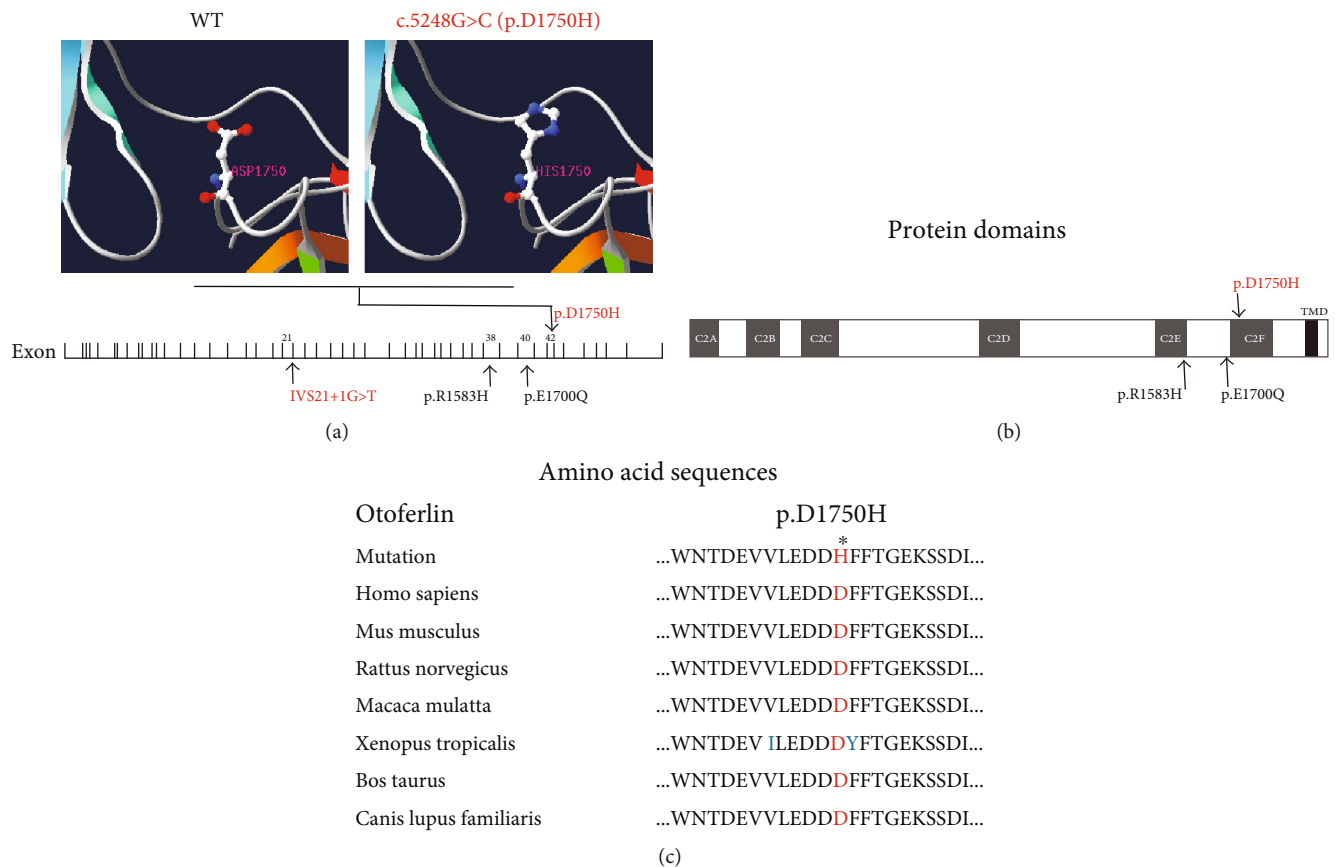 WT
c.5248G>C (p.D1750H)
ASP1750
HIS1750
p.D1750H
Exon
21
38
40
42
IVS21+1G>T
p.R1583H
p.E1700Q
(a)
Protein domains
p.D1750H
TMD
C2A
C2B
C2C
C2D
C2E
C2F
p.R1583H
p.E1700Q
(b)
Amino acid sequences
Otoferlin
p.D1750H
*
Mutation ...WNTDEVVLEDDHFFTGEKSSDI...
Homo sapiens ...WNTDEVVLEDDDFFTGEKSSDI...
Mus musculus ...WNTDEVVLEDDDFFTGEKSSDI...
Rattus norvegicus ...WNTDEVVLEDDDFFTGEKSSDI...
Macaca mulatta ...WNTDEVVLEDDDFFTGEKSSDI...
Xenopus tropicalis ...WNTDEV ILEDDDYFTGEKSSDI...
Bos taurus ...WNTDEVVLEDDDFFTGEKSSDI...
Canis lupus familiaris ...WNTDEVVLEDDDFFTGEKSSDI...
(c)